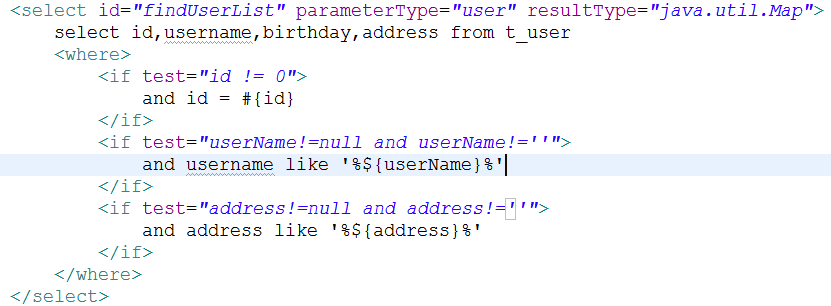 <select id="findUserList" parameterType="user" resultType="java.util.Map">
select id,username,birthday,address from t_user
<where>
<if test="id != 0">
and id = #{id}
</if>
<if test="userName!=null and userName!=''">
and username like '%${userName}%'
</if>
<if test="address!=null and address!=''">
and address like '%${address}%'
</if>
</where>
</select>